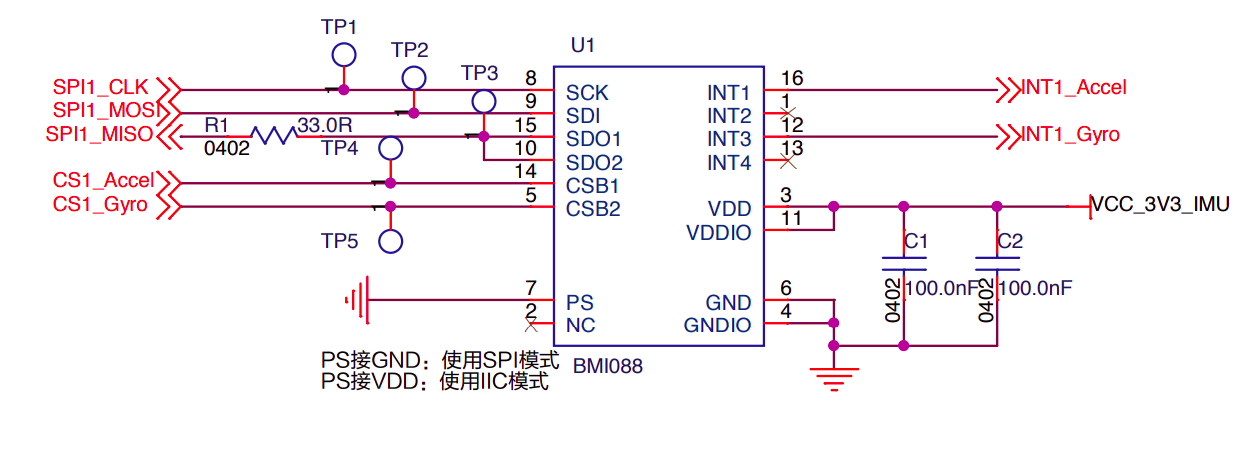 TP1
TP2
TP3
U1
SPI1_CLK
8
SCK
INT1
16
INT1_Accel
SPI1_MOSI
9
SDI
INT2
1
SPI1_MISO
R1
33.0R
0402
15
SDO1
INT3
12
INT1_Gyro
TP4
10
SDO2
INT4
13
CS1_Accel
14
CSB1
CS1_Gyro
5
CSB2
VDD
3
VCC_3V3_IMU
TP5
VDDIO
11
C1
C2
0402
100.0nF
0402
100.0nF
7
PS
GND
6
2
NC
GNDIO
4
PS接GND：使用SPI模式
PS接VDD：使用IIC模式
BMI088